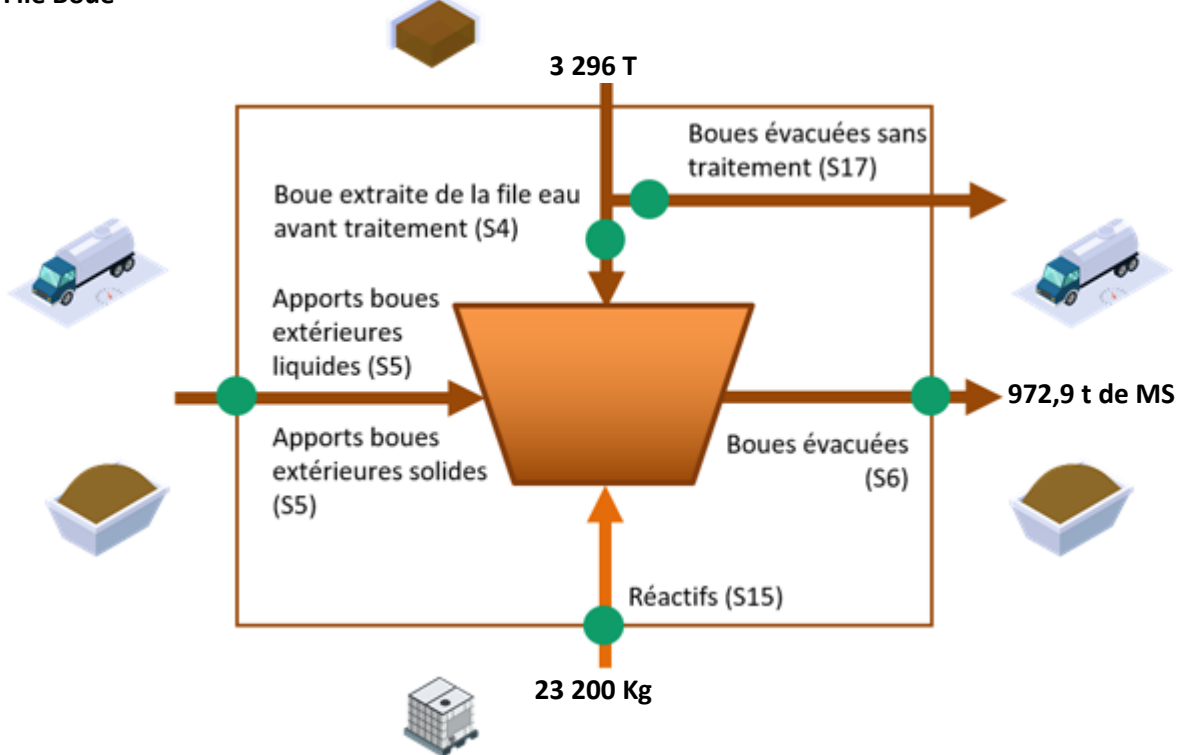 File Boue
3 296 T
Boues évacuées sans
traitement (S17)
Boue extraite de la file eau
avant traitement (S4)
Apports boues
extérieures
liquides (S5)
972,9 t de MS
Apports boues
extérieures solides
(S5)
Boues évacuées
(S6)
Réactifs (S15)
23 200 Kg